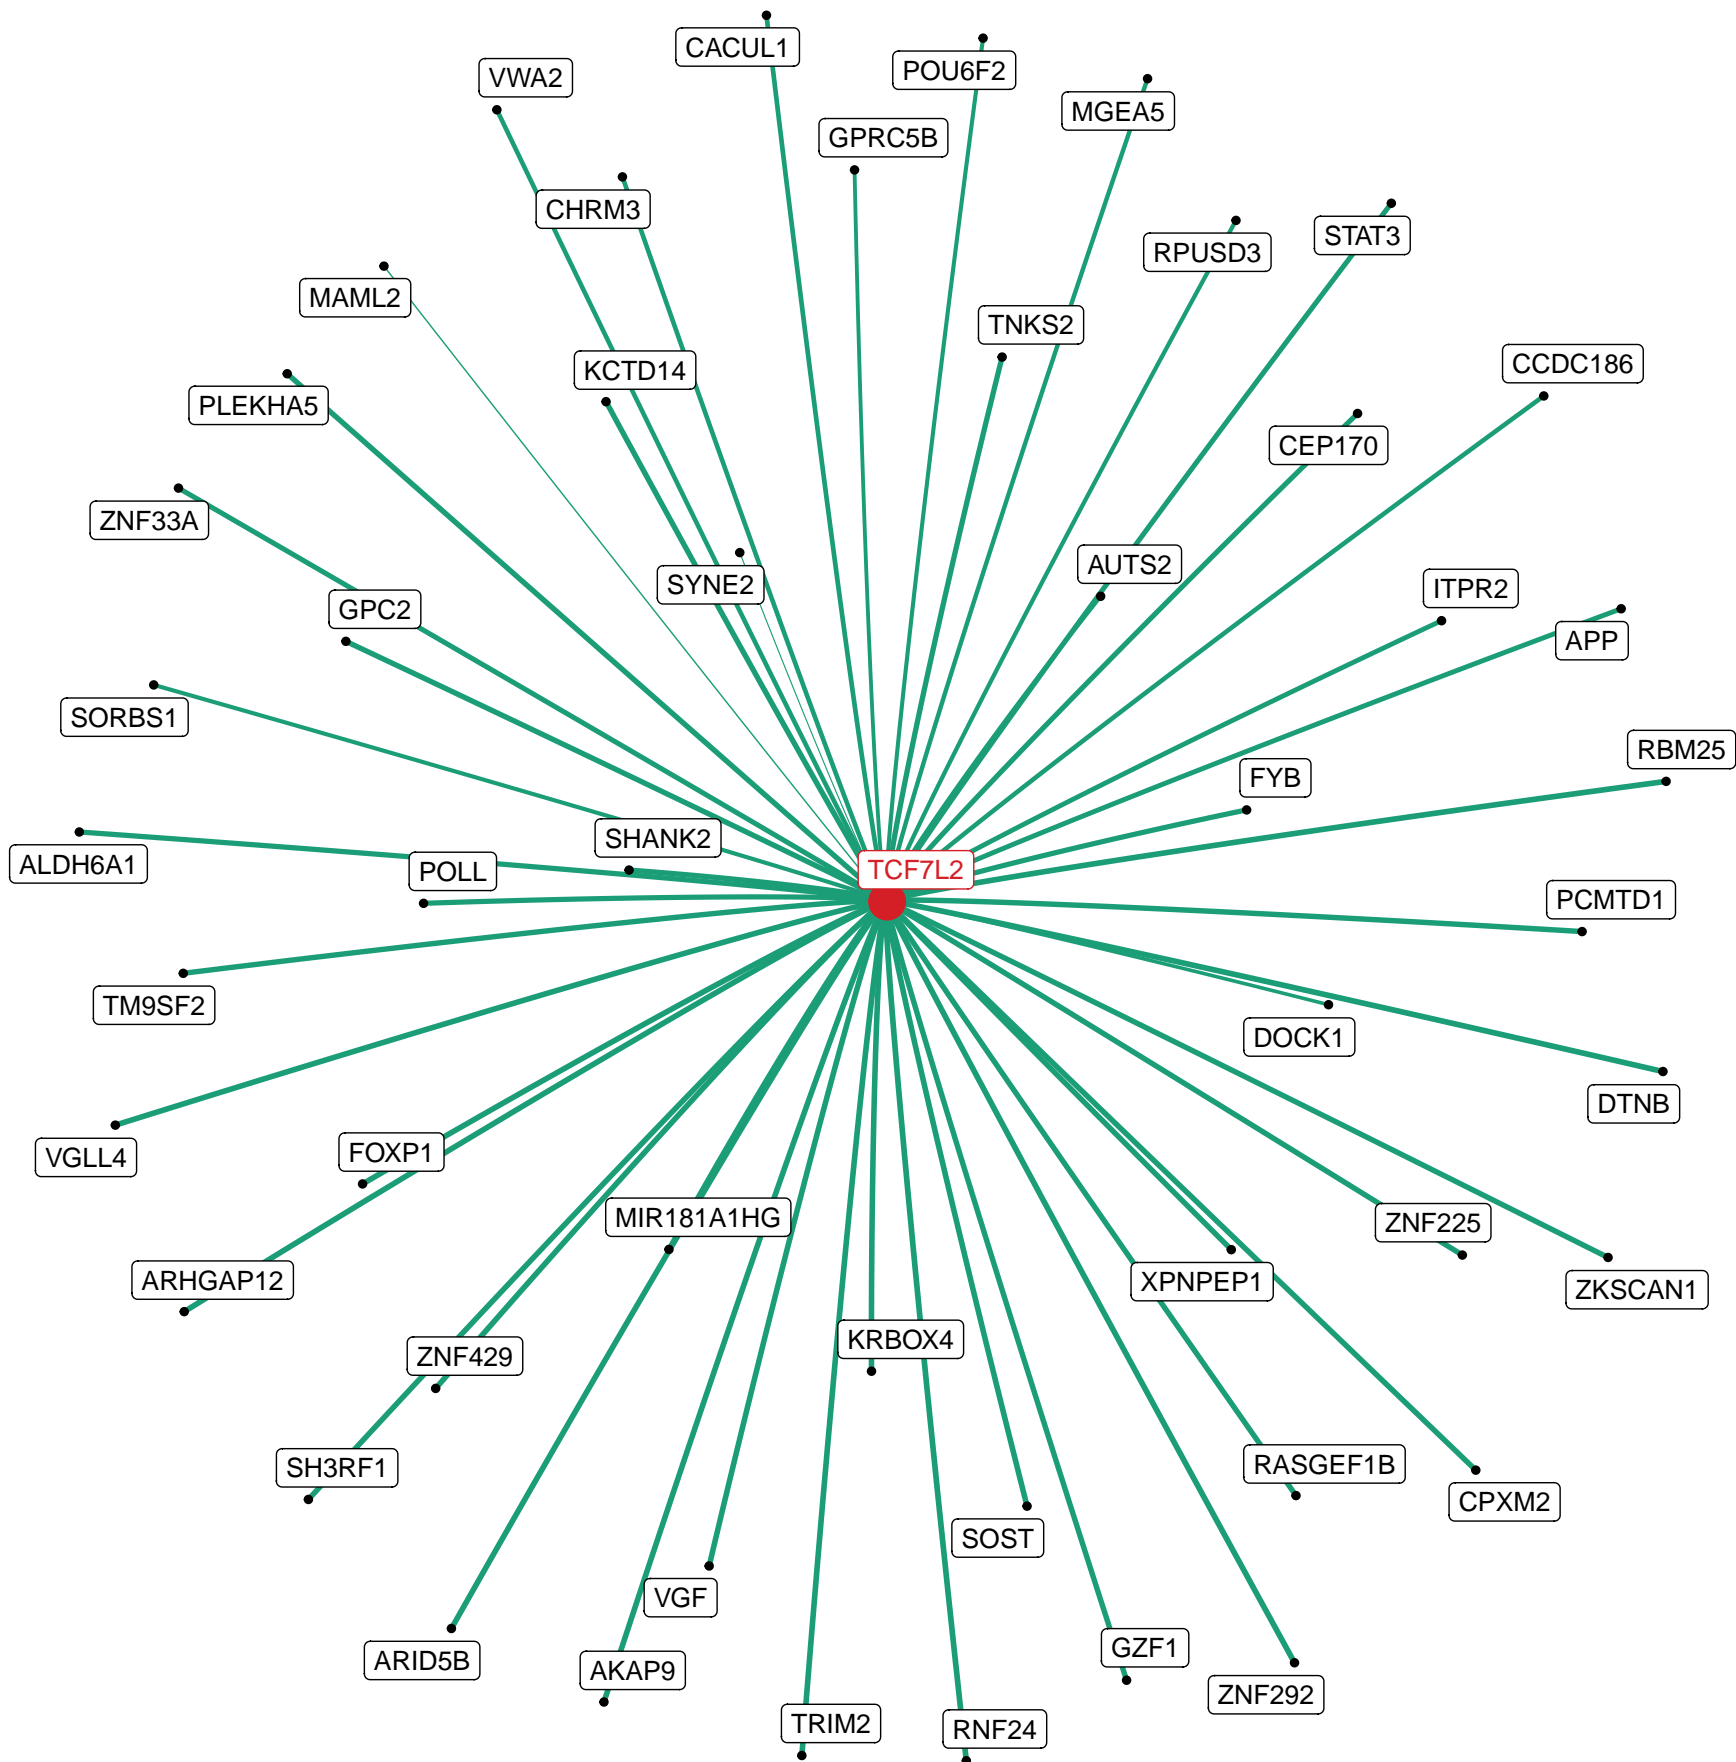 CACUL1
POU6F2
VWA2
MGEA5
GPRC5B
CHRM3
STAT3
RPUSD3
MAML2
TNKS2
CCDC186
KCTD14
PLEKHA5
CEP170
ZNF33A
AUTS2
SYNE2
ITPR2
GPC2
APP
SORBS1
RBM25
FYB
SHANK2
ALDH6A1
TCF7L2
POLL
PCMTD1
TM9SF2
DOCK1
DTNB
FOXP1
VGLL4
MIR181A1HG
ZNF225
ARHGAP12
XPNPEP1
ZKSCAN1
KRBOX4
ZNF429
RASGEF1B
SH3RF1
CPXM2
SOST
VGF
GZF1
ARID5B
AKAP9
ZNF292
TRIM2
RNF24